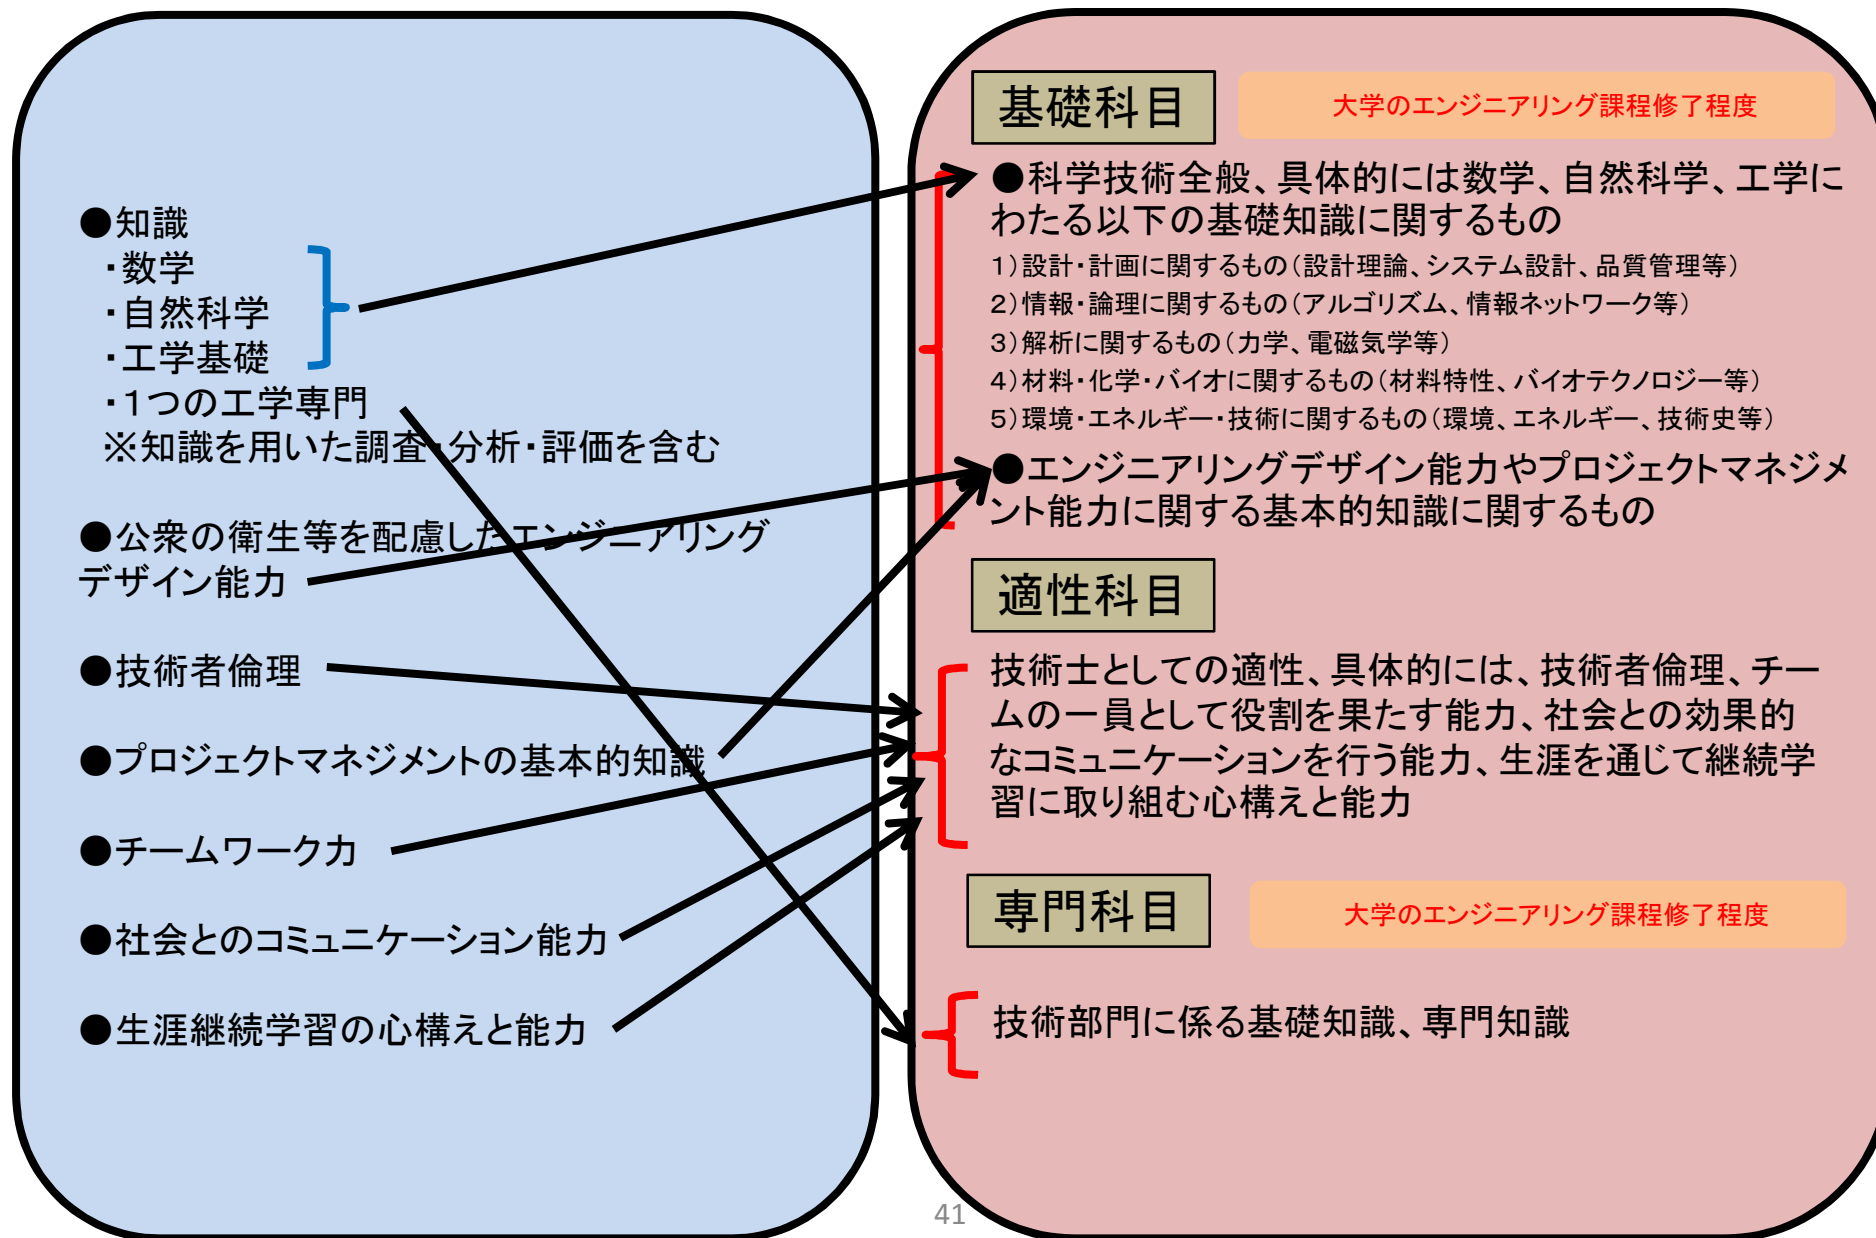 ●知識
・数学
・自然科学
・工学基礎
・1つの工学専門
※知識を用いた調査・分析・評価を含む
●公衆の衛生等を配慮したエンジニアリング
デザイン能力
●技術者倫理
●プロジェクトマネジメントの基本的知識
●チームワーク力
●社会とのコミュニケーション能力
●生涯継続学習の心構えと能力
基礎科目
大学のエンジニアリング課程修了程度
●科学技術全般、具体的には数学、自然科学、工学に
わたる以下の基礎知識に関するもの
1)設計・計画に関するもの(設計理論、システム設計、品質管理等)
2)情報・論理に関するもの(アルゴリズム、情報ネットワーク等)
3)解析に関するもの(力学、電磁気学等)
4)材料・化学・バイオに関するもの(材料特性、バイオテクノロジー等)
5)環境・エネルギー・技術に関するもの(環境、エネルギー、技術史等)
●エンジニアリングデザイン能力やプロジェクトマネジメ
ント能力に関する基本的知識に関するもの
適性科目
技術士としての適性、具体的には、技術者倫理、チー
ムの一員として役割を果たす能力、社会との効果的
なコミュニケーションを行う能力、生涯を通じて継続学
習に取り組む心構えと能力
専門科目
大学のエンジニアリング課程修了程度
技術部門に係る基礎知識、専門知識
41